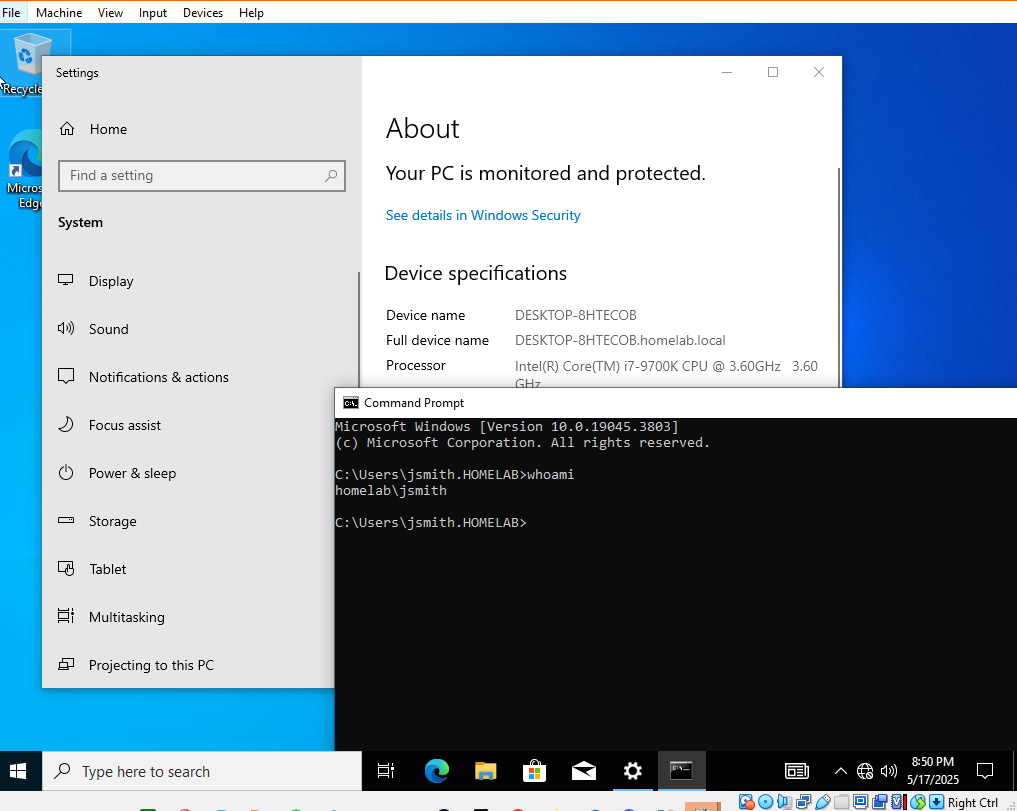 File Machine View Input Devices Help
Recycle
Micros
Edge
Settings
Home
Find a setting
System
Display
Sound
Notifications & actions
Focus assist
Power & sleep
Storage
Tablet
Multitasking
Projecting to this PC
About
Your PC is monitored and protected.
See details in Windows Security
Device specifications
Device name DESKTOP-8HTECOB
Full device name DESKTOP-8HTECOB.homelab.local
Processor Intel(R) Core(TM) i7-9700K CPU @ 3.60GHz 3.60
GHz
Command Prompt
Microsoft Windows [Version 10.0.19045.3803]
(c) Microsoft Corporation. All rights reserved.
C:\Users\jsmith.HOMELAB>whoami
homelab\jsmith
C:\Users\jsmith.HOMELAB>
Type here to search
8:50 PM
5/17/2025
Right Ctrl